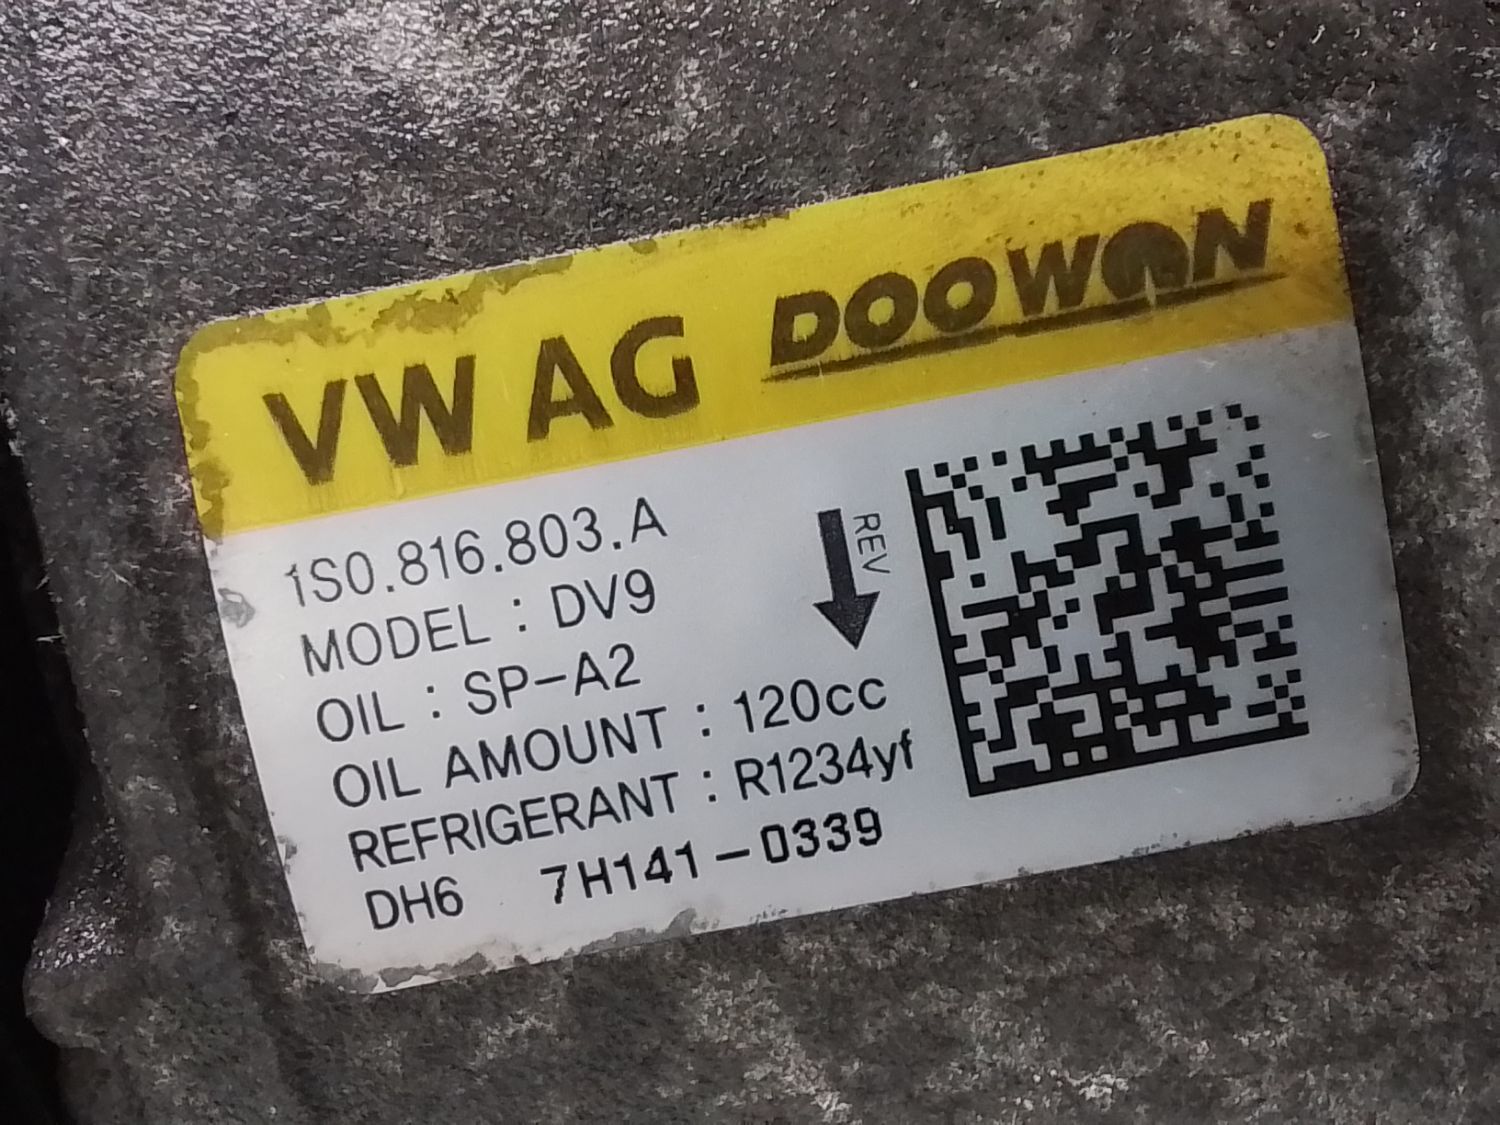 VW AG DOOWON
1S0.816.803.A
MODEL : DV9
OIL : SP-A2
OIL AMOUNT : 120cc
REFRIGERANT : R1234yf
DH6 7H141-0339
REV